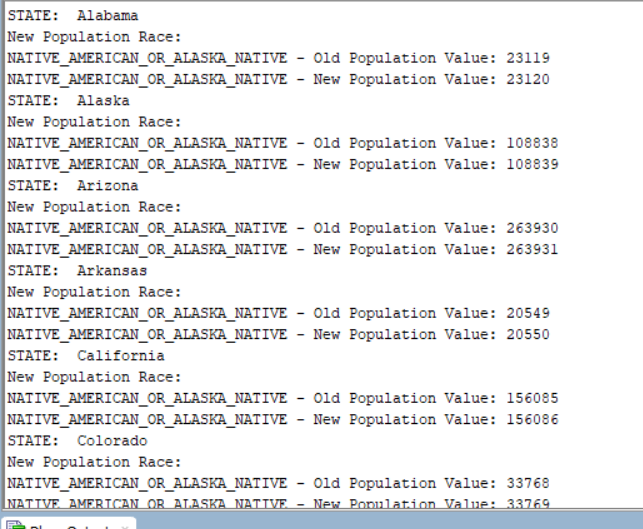 STATE:  Alabama
New Population Race:
NATIVE_AMERICAN_OR_ALASKA_NATIVE - Old Population Value: 23119
NATIVE_AMERICAN_OR_ALASKA_NATIVE - New Population Value: 23120
STATE:  Alaska
New Population Race:
NATIVE_AMERICAN_OR_ALASKA_NATIVE - Old Population Value: 108838
NATIVE_AMERICAN_OR_ALASKA_NATIVE - New Population Value: 108839
STATE:  Arizona
New Population Race:
NATIVE_AMERICAN_OR_ALASKA_NATIVE - Old Population Value: 263930
NATIVE_AMERICAN_OR_ALASKA_NATIVE - New Population Value: 263931
STATE:  Arkansas
New Population Race:
NATIVE_AMERICAN_OR_ALASKA_NATIVE - Old Population Value: 20549
NATIVE_AMERICAN_OR_ALASKA_NATIVE - New Population Value: 20550
STATE:  California
New Population Race:
NATIVE_AMERICAN_OR_ALASKA_NATIVE - Old Population Value: 156085
NATIVE_AMERICAN_OR_ALASKA_NATIVE - New Population Value: 156086
STATE:  Colorado
New Population Race:
NATIVE_AMERICAN_OR_ALASKA_NATIVE - Old Population Value: 33768
NATIVE_AMERICAN_OR_ALASKA_NATIVE - New Population Value: 33769